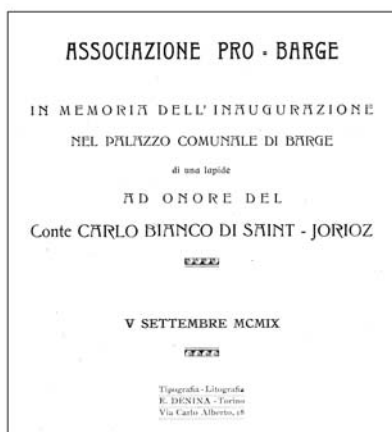 ASSOCIAZIONE PRO - BARGE
IN MEMORIA DELL' INAUGURAZIONE
NEL PALAZZO COMUNALE DI BARGE
di una lapide
AD ONORE DEL
Conte CARLO BIANCO DI SAINT - JORIOZ
V SETTEMBRE MCMIX
Tipografia - Litografia
E. DENINA - Torino
Via Carlo Alberto, 18